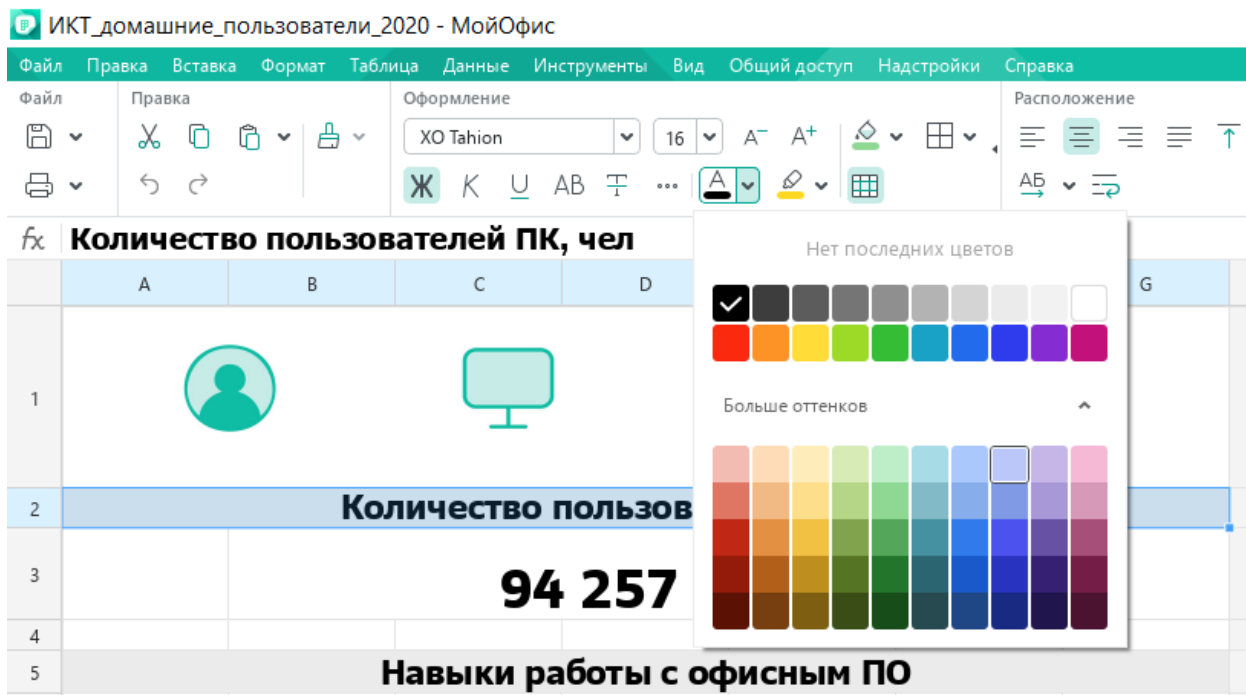 ИКТ_домашние_пользователи_2020 - МойОфис
Файл Правка Вставка Формат Таблица Данные Инструменты Вид Общий доступ Надстройки Справка
Файл Правка Оформление Расположение
XO Tahion 16 A− A+
Ж К Ч АВ Т ... А АБ
fx Количество пользователей ПК, чел
Нет последних цветов
A B C D G
1
Больше оттенков
2 Количество пользов
3 94 257
4
5 Навыки работы с офисным ПО